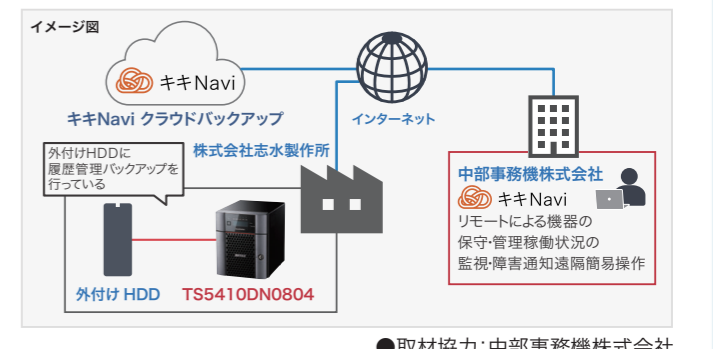 イメージ図
キキNavi
キキNavi クラウドバックアップ
インターネット
外付けHDDに
履歴管理バックアップを
行っている
株式会社志水製作所
外付け HDD
TS5410DN0804
中部事務機株式会社
キキNavi
リモートによる機器の
保守・管理稼働状況の
監視・障害通知遠隔簡易操作
●取材協力：中部事務機株式会社